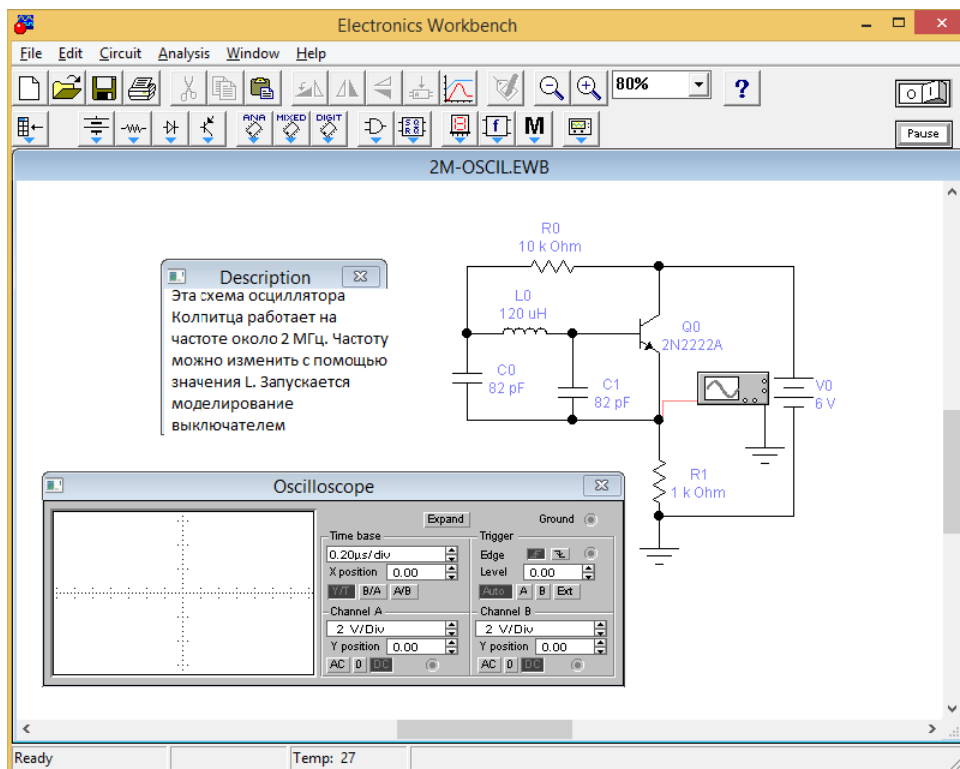 Electronics Workbench
File Edit Circuit Analysis Window Help
80% ?
ANA MIXED DIGIT M
Pause
2M-OSCIL.EWB
R0
10 k Ohm
Description
Эта схема осциллятора
Колпитца работает на
частоте около 2 МГц. Частоту
можно изменить с помощью
значения L. Запускается
моделирование
выключателем
L0
120 uH
Q0
2N2222A
C0
82 pF
C1
82 pF
V0
6 V
R1
1 k Ohm
Oscilloscope
Expand Ground
Time base
0.20µs/div
X position 0.00
Y/T B/A A/B
Trigger
Edge
Level 0.00
Auto A B Ext
Channel A
2 V/Div
Y position 0.00
AC 0 DC
Channel B
2 V/Div
Y position 0.00
AC 0 DC
Ready Temp: 27